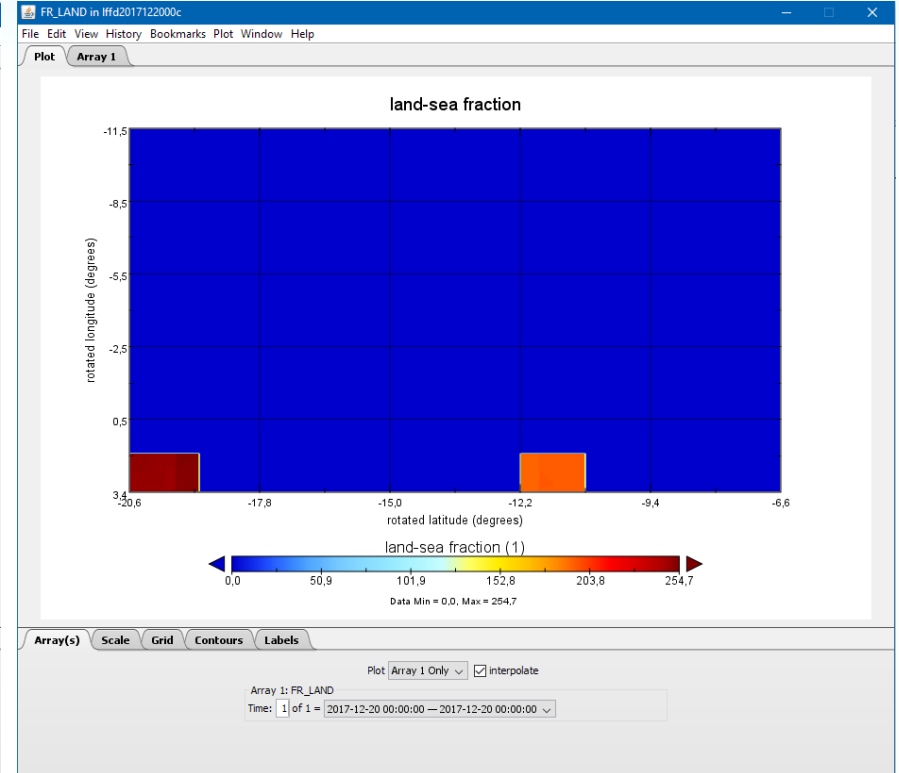 FR_LAND in lffd2017122000c
File Edit View History Bookmarks Plot Window Help
Plot Array 1
land-sea fraction
-11,5
-8,5
-5,5
-2,5
0,5
3,4
rotated longitude (degrees)
-20,6 -17,8 -15,0 -12,2 -9,4 -6,6
rotated latitude (degrees)
land-sea fraction (1)
0,0 50,9 101,9 152,8 203,8 254,7
Data Min = 0,0, Max = 254,7
Array(s) Scale Grid Contours Labels
Plot Array 1 Only interpolate
Array 1: FR_LAND
Time: 1 of 1 = 2017-12-20 00:00:00 — 2017-12-20 00:00:00